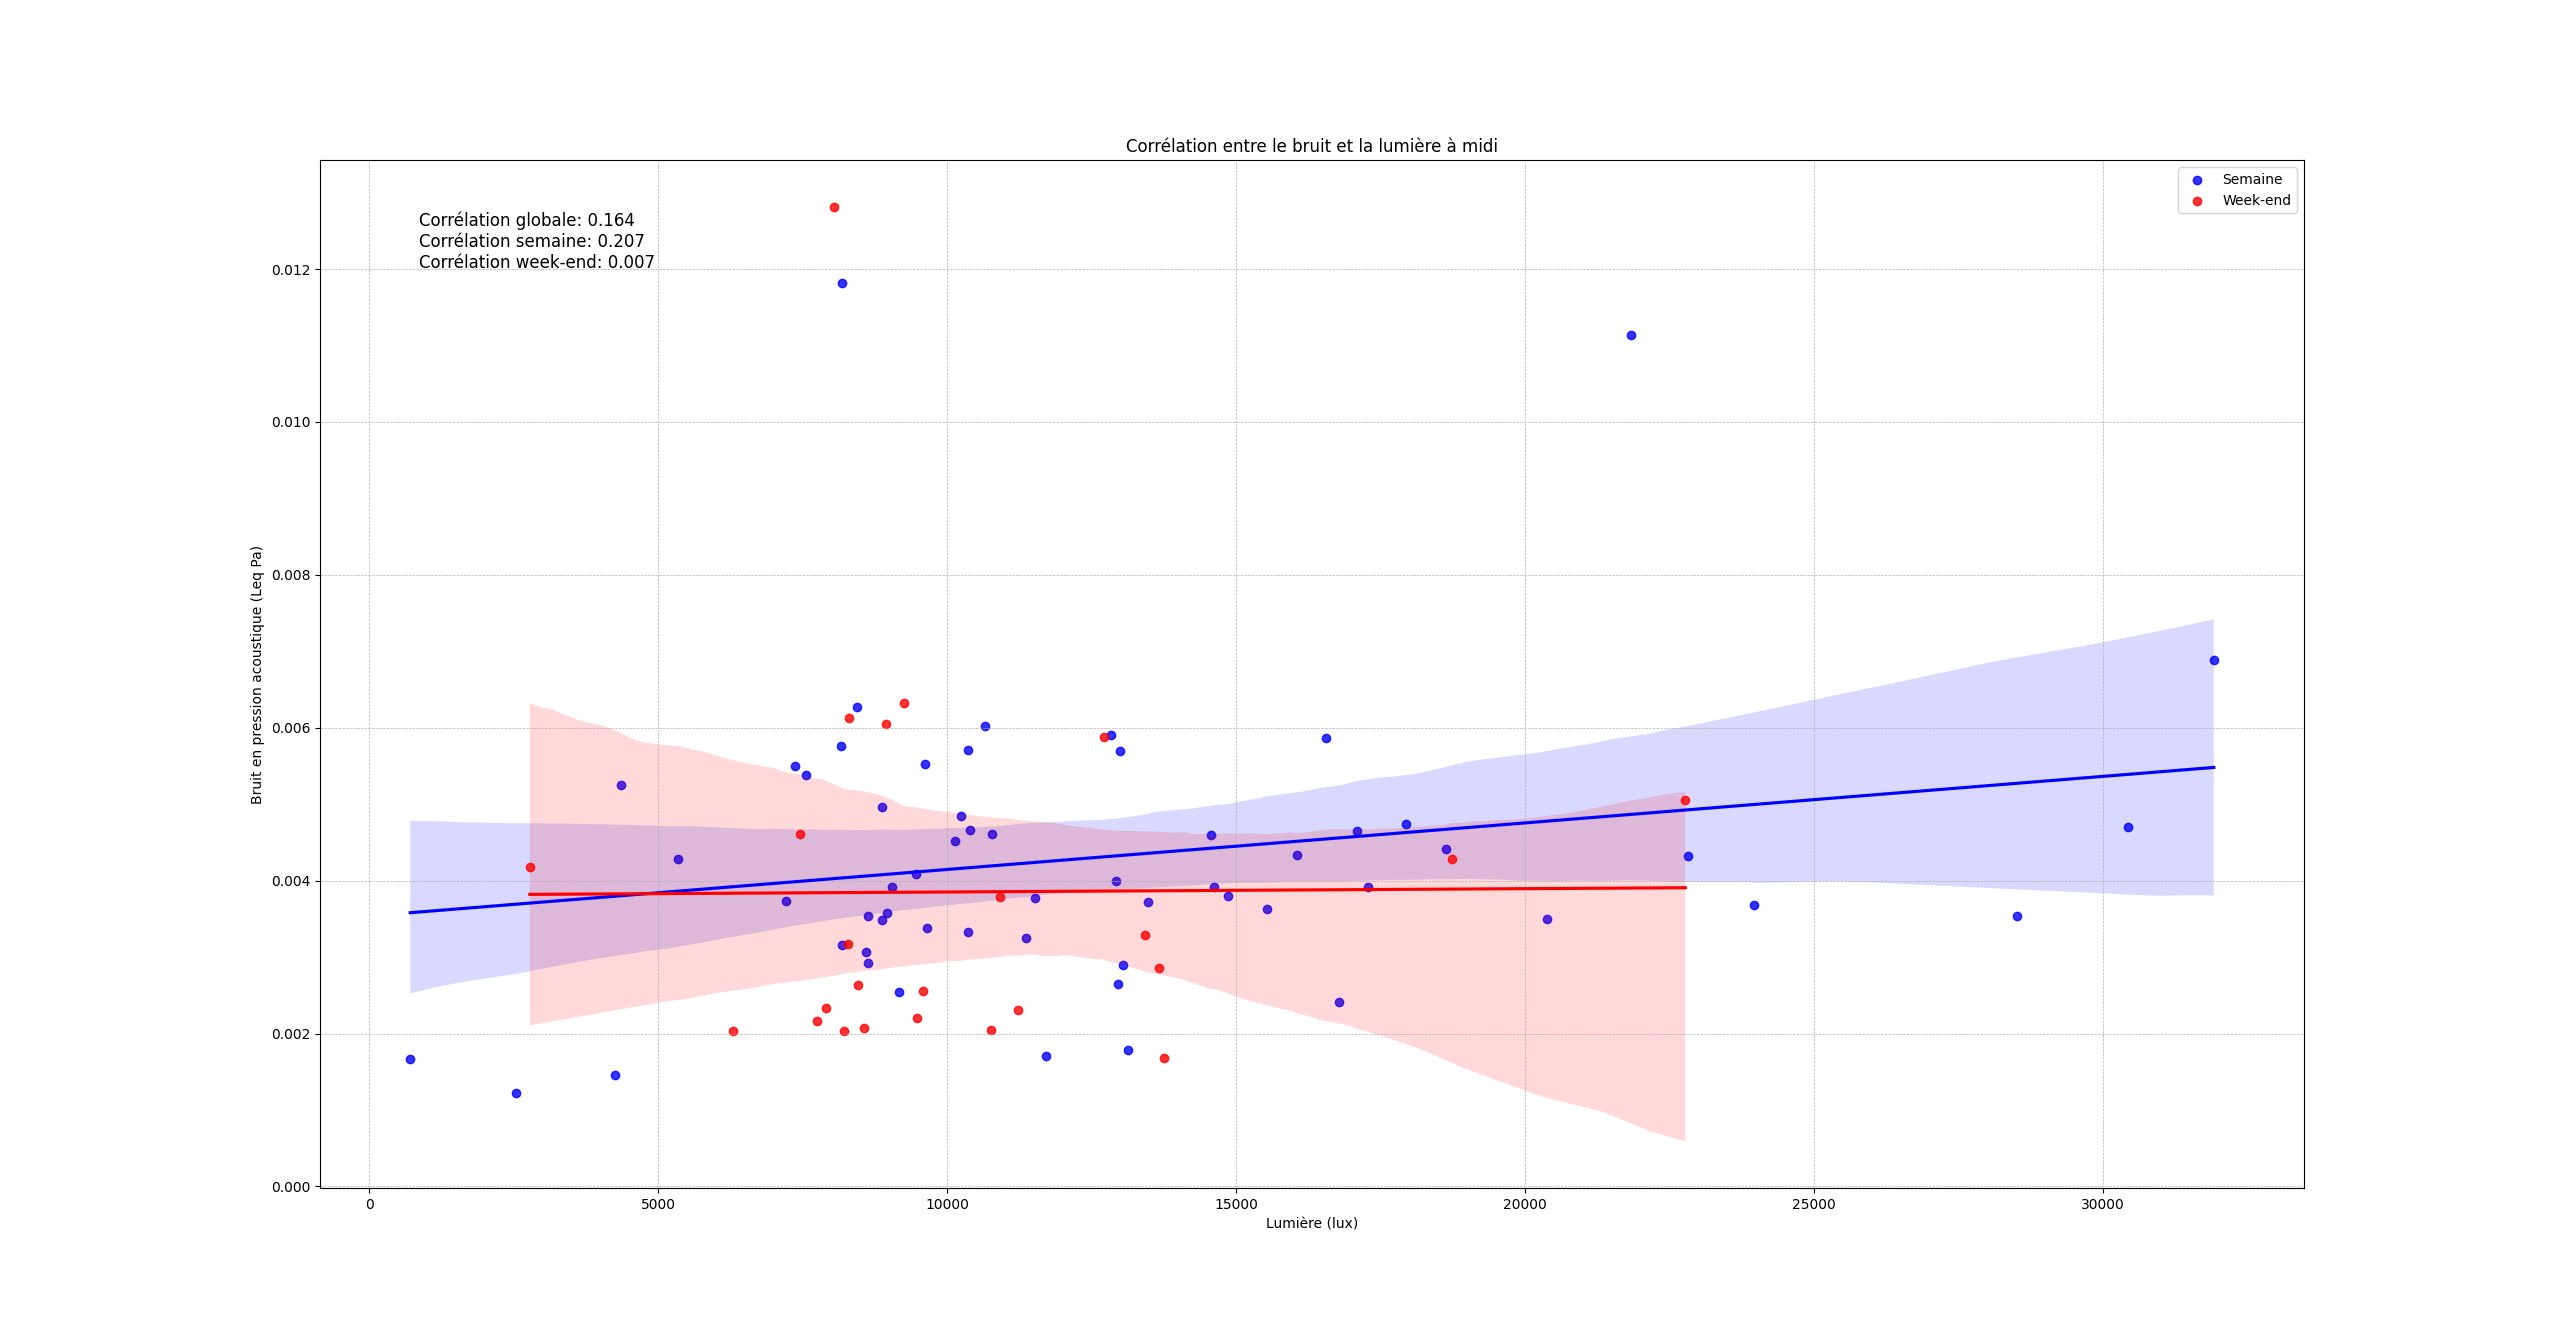 Corrélation entre le bruit et la lumière à midi
Semaine
Week-end
Corrélation globale: 0.164
Corrélation semaine: 0.207
Corrélation week-end: 0.007
Bruit en pression acoustique (Leq Pa)
0.012
0.010
0.008
0.006
0.004
0.002
0.000
0
5000
10000
15000
20000
25000
30000
Lumière (lux)